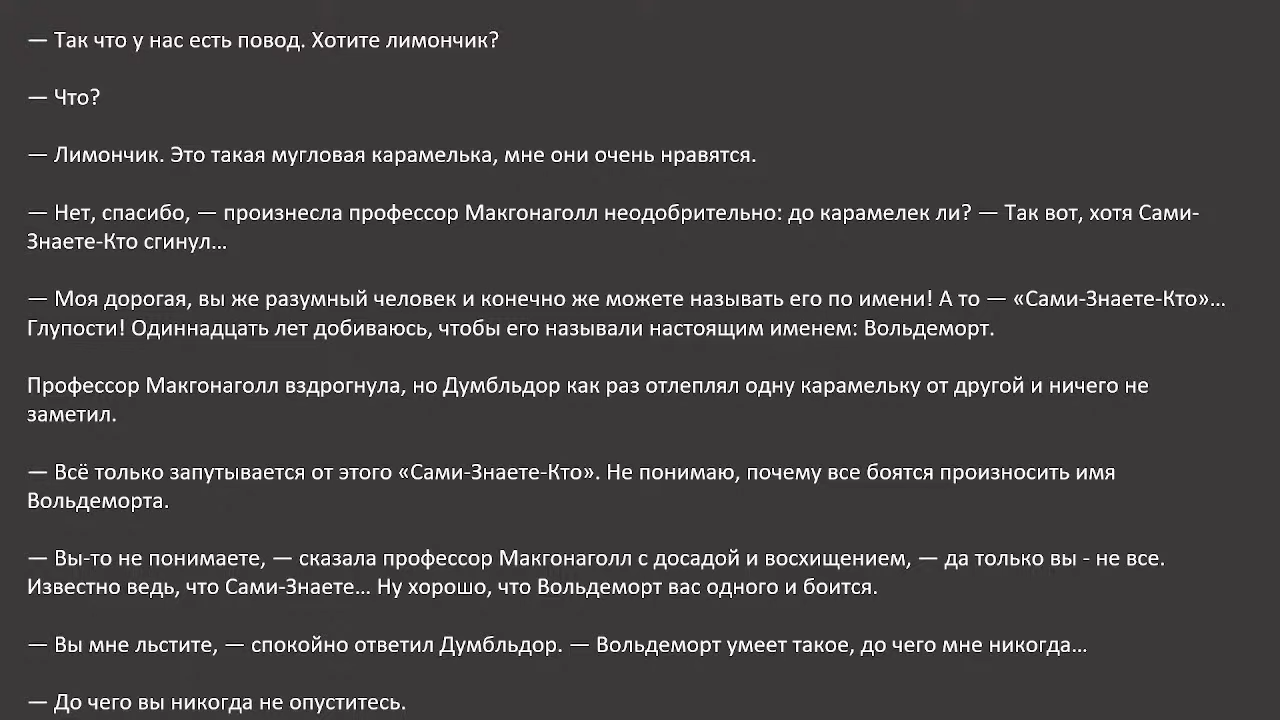 — Так что у нас есть повод. Хотите лимончик?
— Что?
— Лимончик. Это такая мугловая карамелька, мне они очень нравятся.
— Нет, спасибо, — произнесла профессор Макгонаголл неодобрительно: до карамелек ли? — Так вот, хотя Сами-
Знаете-Кто сгинул…
— Моя дорогая, вы же разумный человек и конечно же можете называть его по имени! А то — «Сами-Знаете-Кто»…
Глупости! Одиннадцать лет добиваюсь, чтобы его называли настоящим именем: Вольдеморт.
Профессор Макгонаголл вздрогнула, но Думбльдор как раз отлеплял одну карамельку от другой и ничего не
заметил.
— Всё только запутывается от этого «Сами-Знаете-Кто». Не понимаю, почему все боятся произносить имя
Вольдеморта.
— Вы-то не понимаете, — сказала профессор Макгонаголл с досадой и восхищением, — да только вы - не все.
Известно ведь, что Сами-Знаете… Ну хорошо, что Вольдеморт вас одного и боится.
— Вы мне льстите, — спокойно ответил Думбльдор. — Вольдеморт умеет такое, до чего мне никогда…
— До чего вы никогда не опуститесь.